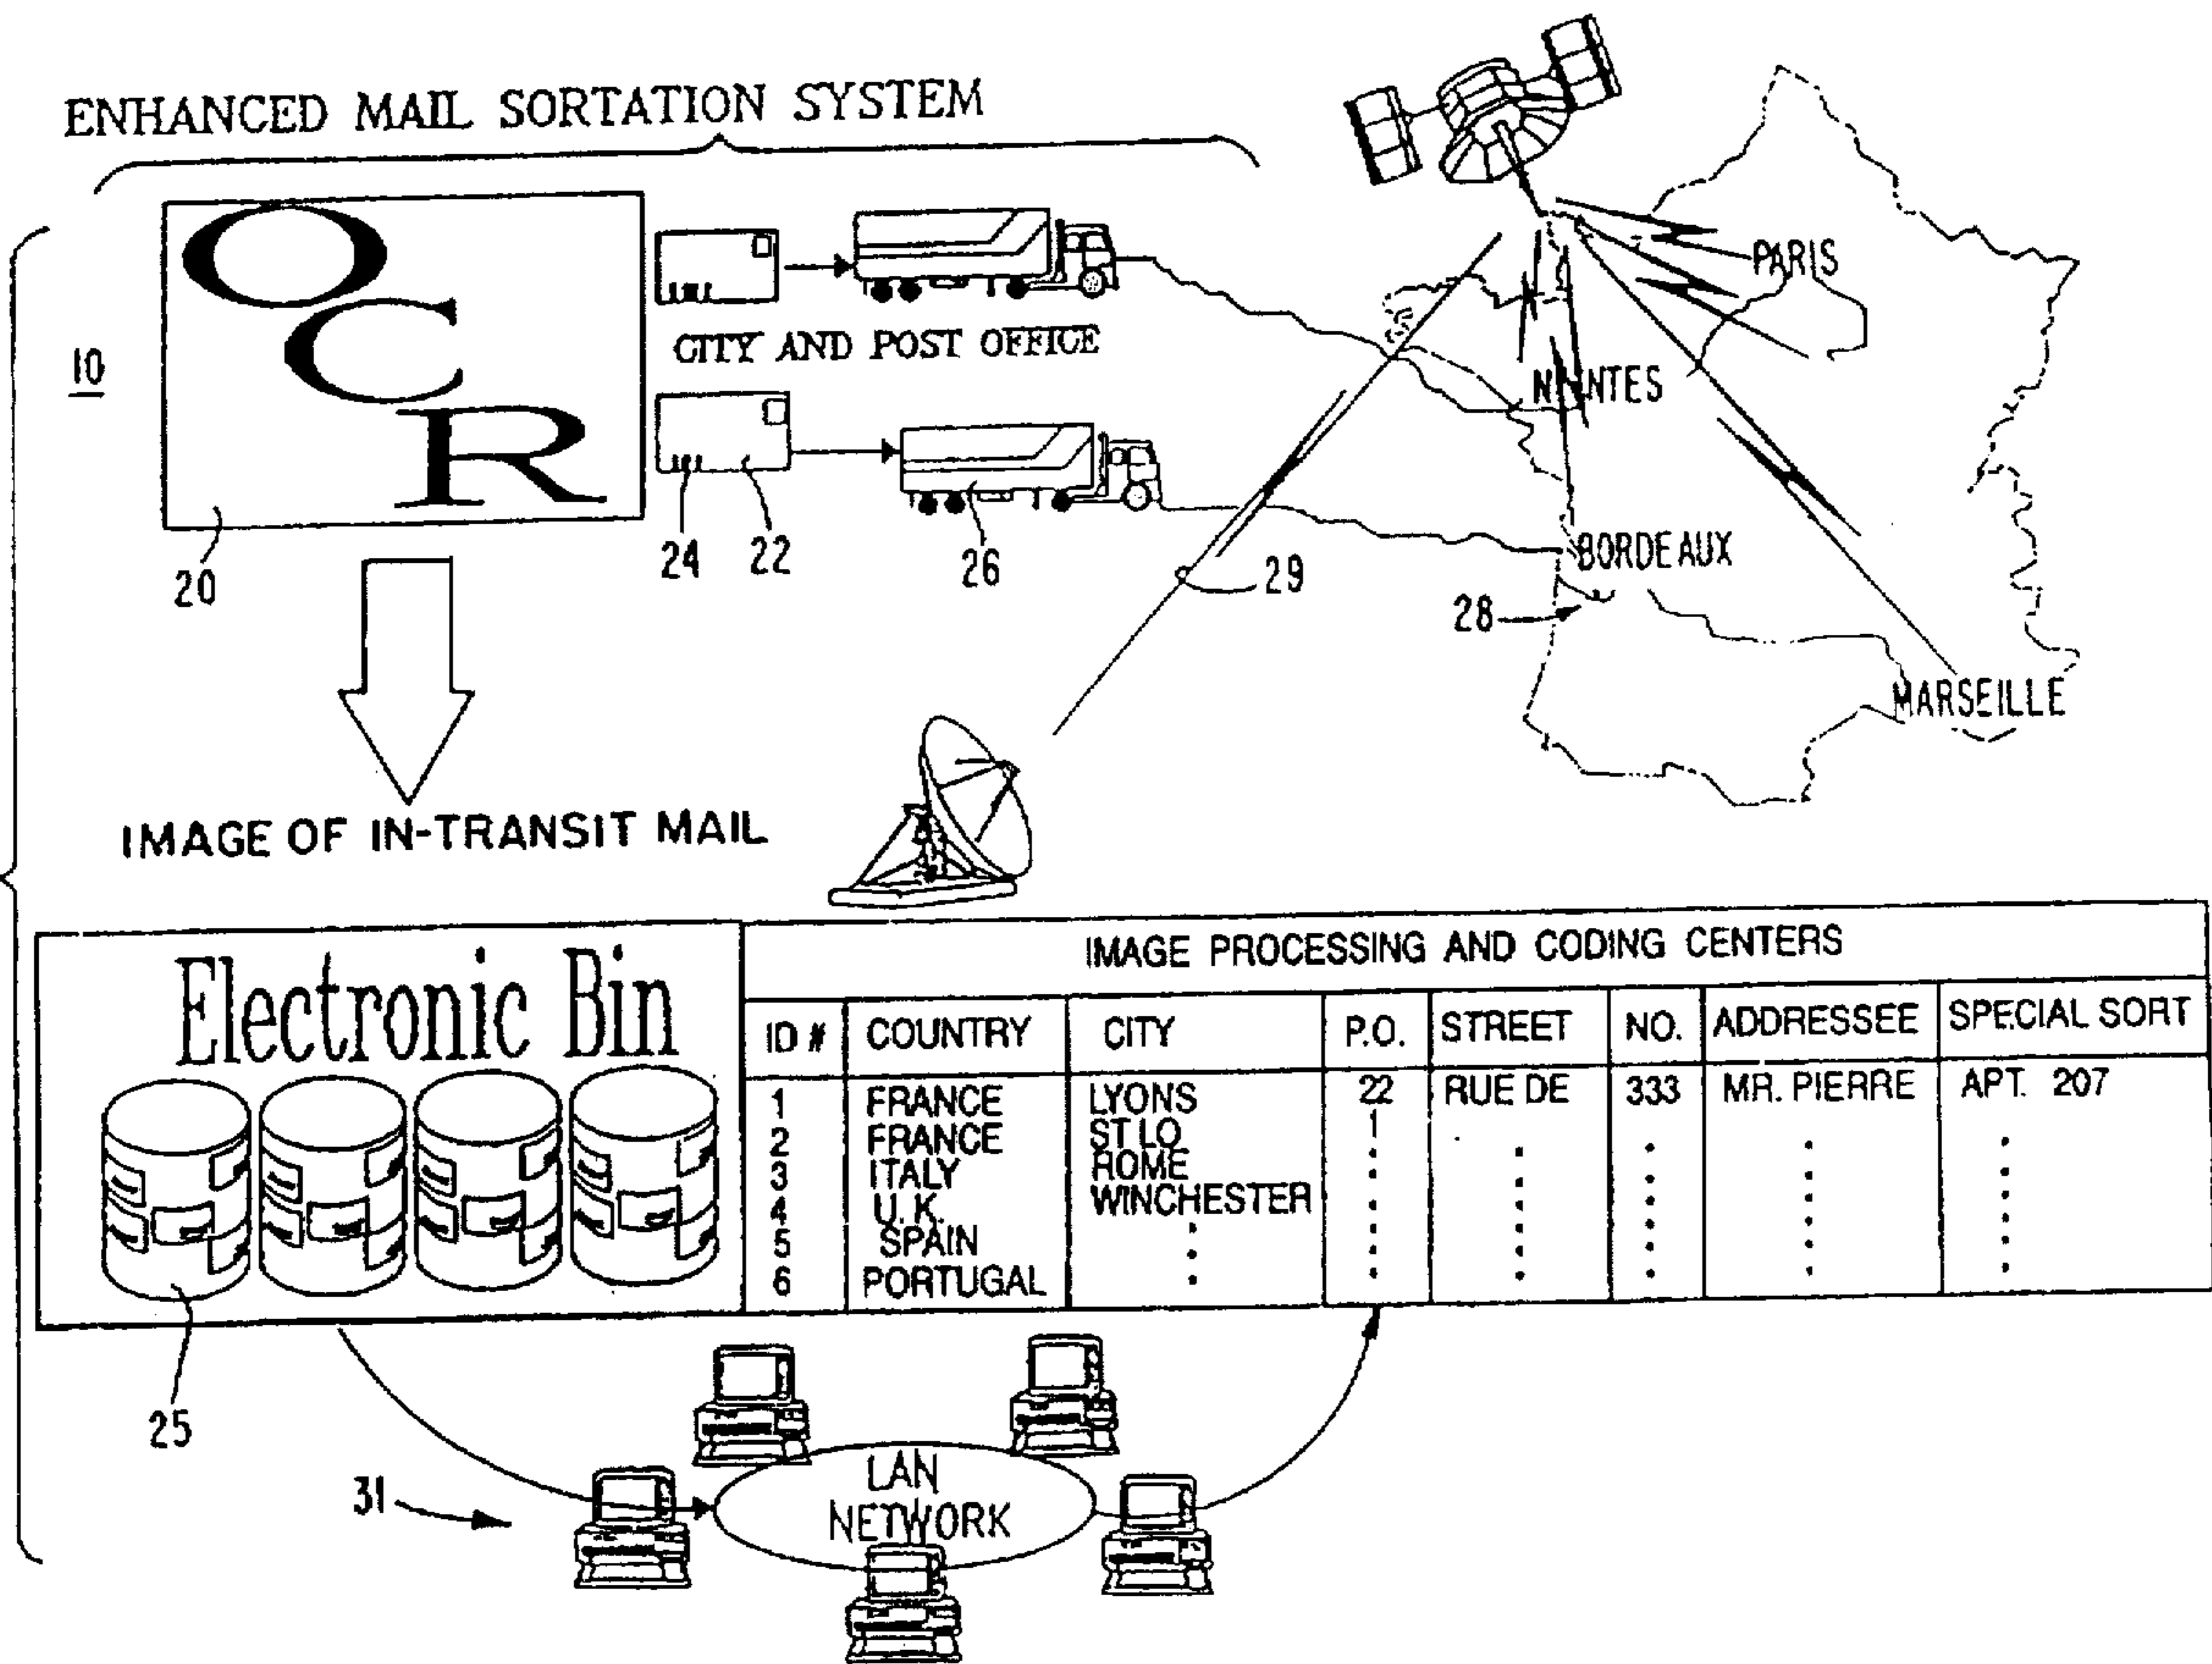 ENHANCED MAIL SORTATION SYSTEM
10
OCR
20
CITY AND POST OFFICE
24
22
26
29
28
PARIS
NANTES
BORDEAUX
MARSEILLE
IMAGE OF IN-TRANSIT MAIL
Electronic Bin
25
IMAGE PROCESSING AND CODING CENTERS
ID # COUNTRY CITY P.O. STREET NO. ADDRESSEE SPECIAL SORT
1 FRANCE LYONS 22 RUE DE 333 MR. PIERRE APT. 207
2 FRANCE ST LO
3 ITALY ROME
4 U.K. WINCHESTER
5 SPAIN
6 PORTUGAL
31
LAN
NETWORK